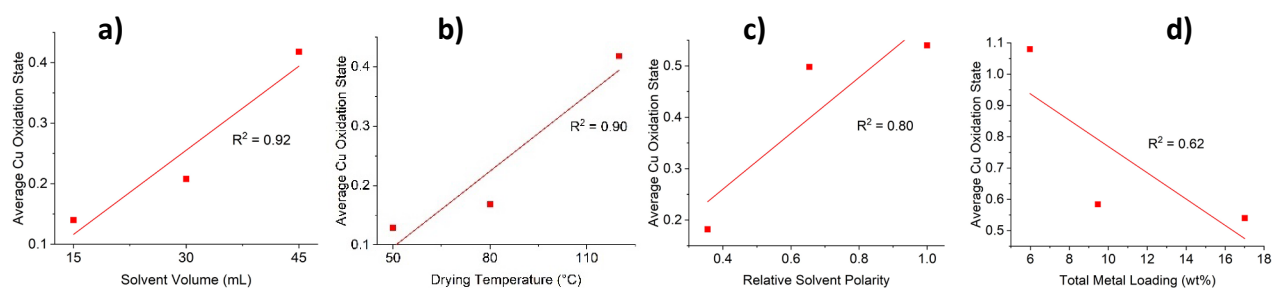 a)
Average Cu Oxidation State
0.4
0.3
0.2
0.1
R² = 0.92
15
30
45
Solvent Volume (mL)
b)
Average Cu Oxidation State
0.4
0.3
0.2
0.1
R² = 0.90
50
80
110
Drying Temperature (°C)
c)
Average Cu Oxidation State
0.5
0.4
0.3
0.2
R² = 0.80
0.4
0.6
0.8
1.0
Relative Solvent Polarity
d)
Average Cu Oxidation State
1.1
1.0
0.9
0.8
0.7
0.6
0.5
R² = 0.62
6
8
10
12
14
16
18
Total Metal Loading (wt%)